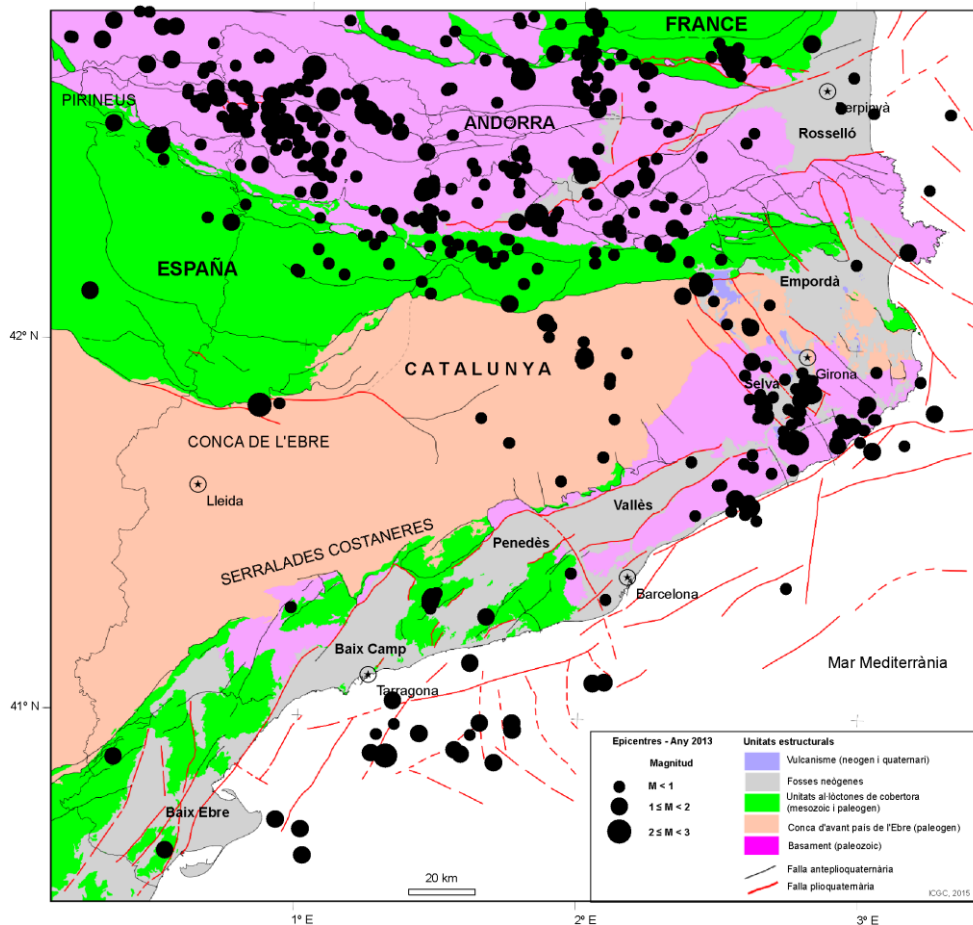 FRANCE
PIRINEUS
ANDORRA
Perpinyà
Rosselló
ESPAÑA
Empordà
42° N
CATALUNYA
Girona
Selva
CONCA DE L'EBRE
Lleida
Vallès
SERRALADES COSTANERES
Penedès
Barcelona
Baix Camp
Mar Mediterrània
Tarragona
41° N
Baix Ebre
Epicentres - Any 2013
Magnitud
M < 1
1 ≤ M < 2
2 ≤ M < 3
Unitats estructurals
Vulcanisme (neogen i quaternari)
Fosses neògenes
Unitats al·lòctones de cobertora
(mesozoic i paleogen)
Conca d'avant país de l'Ebre (paleogen)
Basament (paleozoic)
Falla anteplioquaternària
Falla plioquaternària
ICGC, 2015
20 km
1º E
2º E
3º E